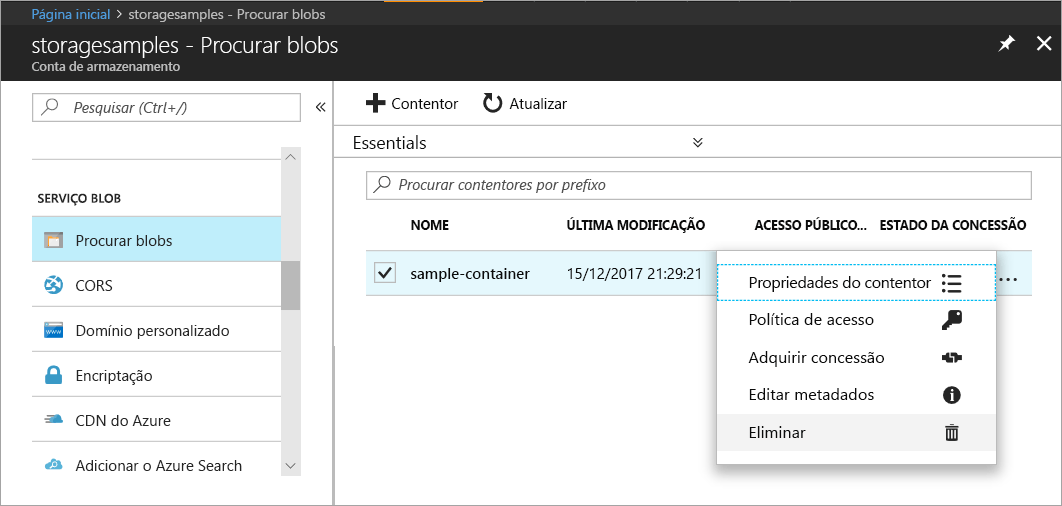 Página inicial > storagesamples - Procurar blobs
storagesamples - Procurar blobs
Conta de armazenamento
Pesquisar (Ctrl+/)
SERVIÇO BLOB
Procurar blobs
CORS
Domínio personalizado
Encriptação
CDN do Azure
Adicionar o Azure Search
Contentor Atualizar
Essentials
Procurar contentores por prefixo
NOME ÚLTIMA MODIFICAÇÃO ACESSO PÚBLICO... ESTADO DA CONCESSÃO
sample-container 15/12/2017 21:29:21 ...
Propriedades do contentor
Política de acesso
Adquirir concessão
Editar metadados
Eliminar